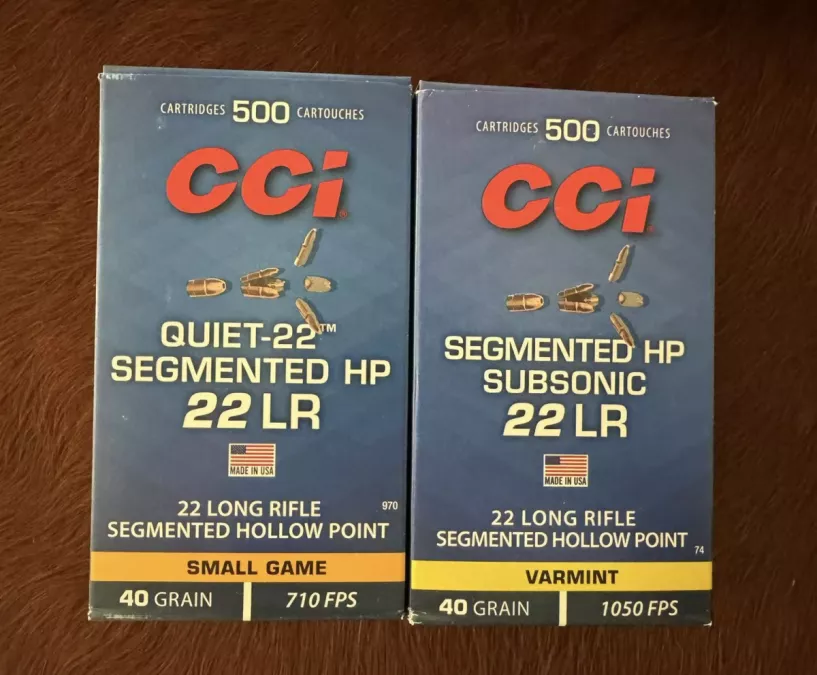 CARTRIDGES 500 CARTOUCHES
CCi®
QUIET-22™
SEGMENTED HP
22 LR
MADE IN USA
22 LONG RIFLE 970
SEGMENTED HOLLOW POINT
SMALL GAME
40 GRAIN 710 FPS
CARTRIDGES 500 CARTOUCHES
CCi
SEGMENTED HP
SUBSONIC
22 LR
MADE IN USA
22 LONG RIFLE
SEGMENTED HOLLOW POINT 74
VARMINT
40 GRAIN 1050 FPS